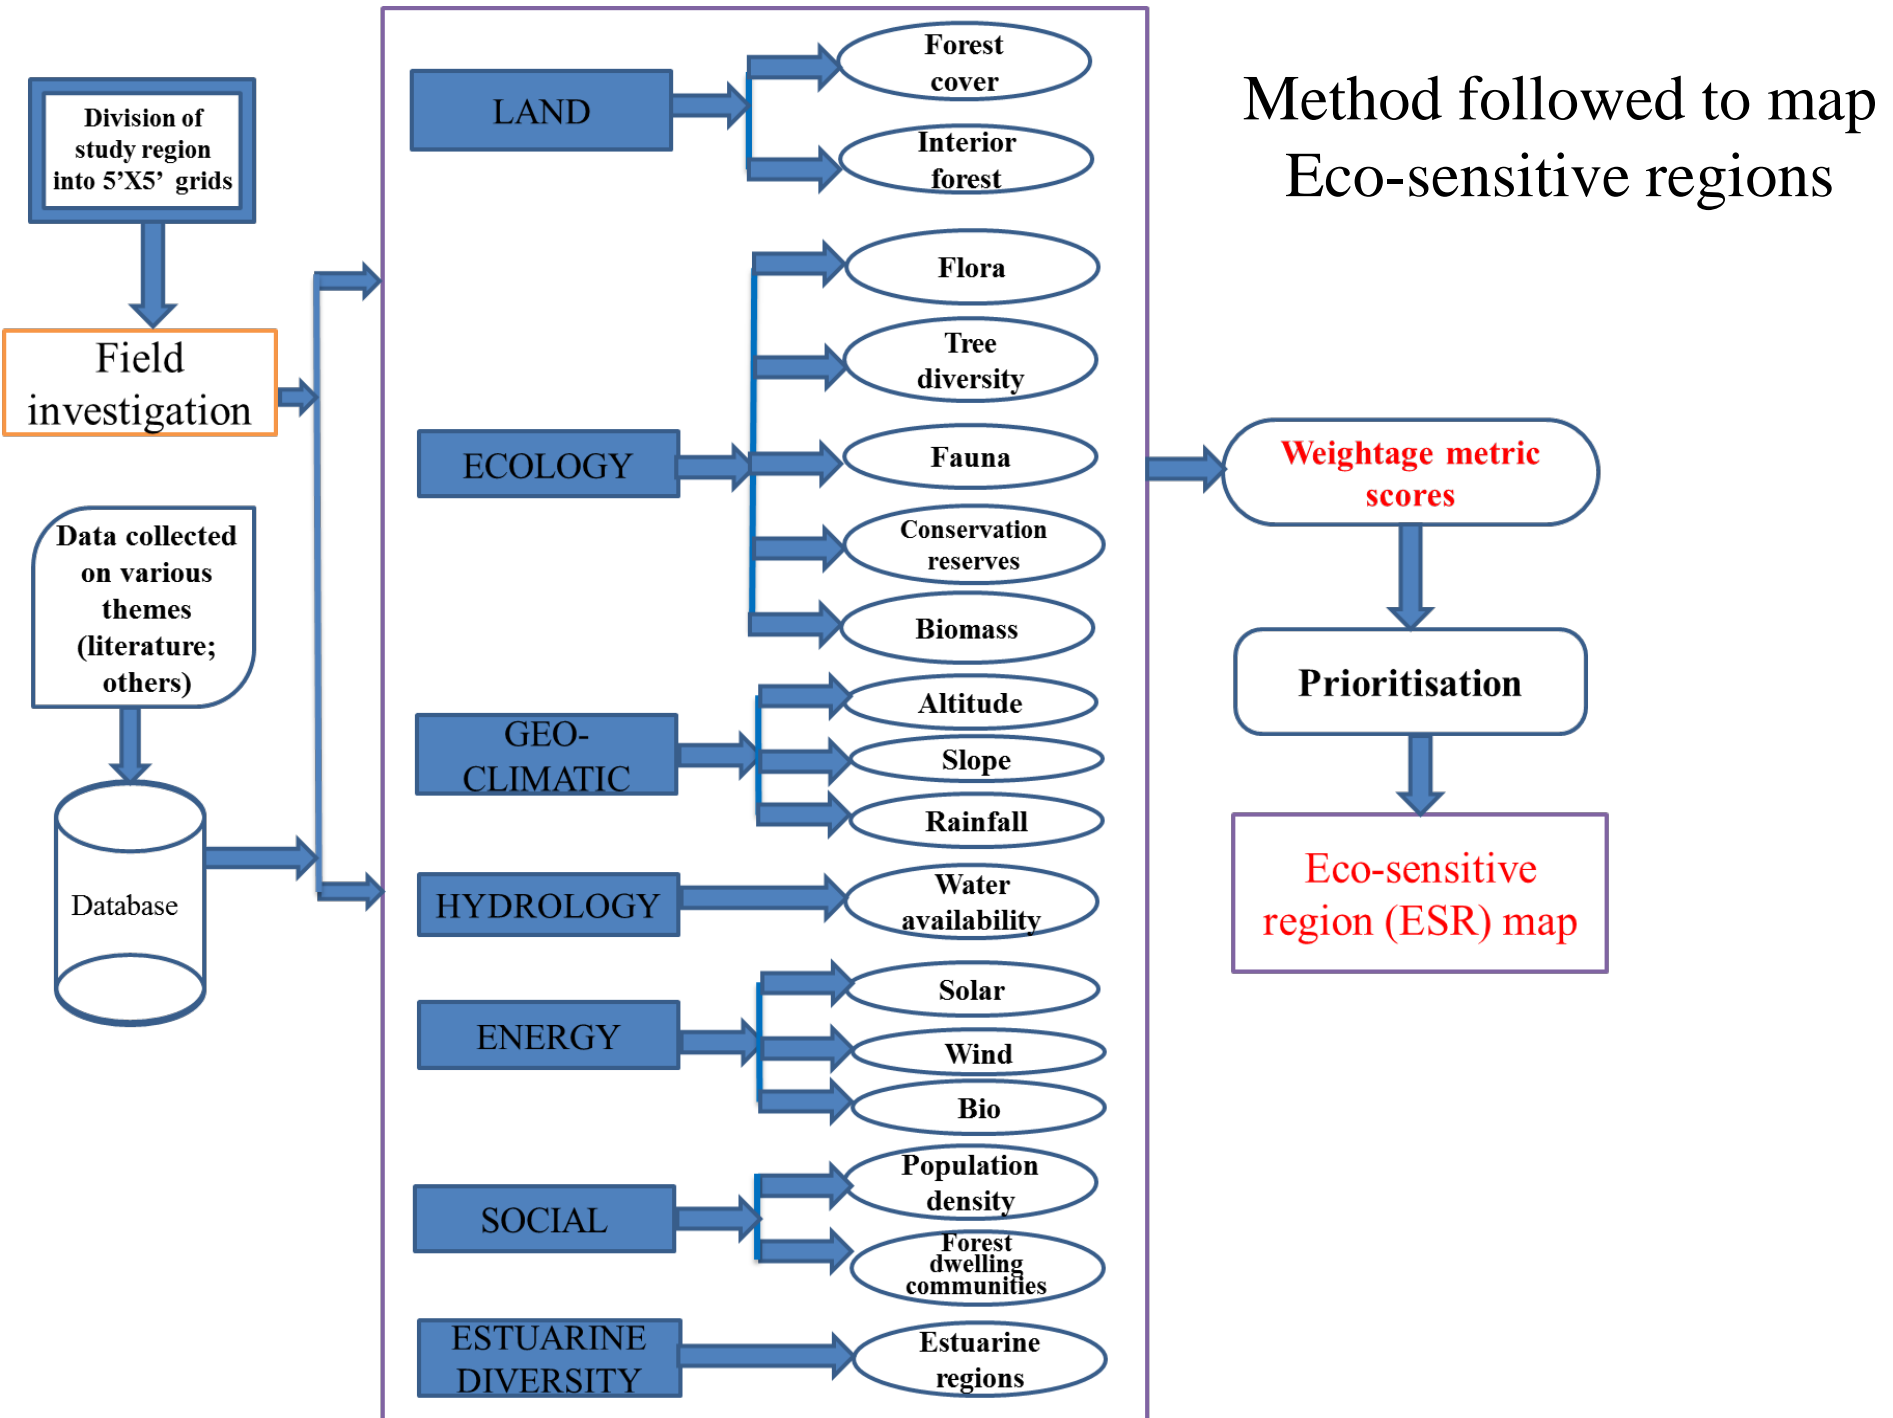 Method followed to map
Eco-sensitive regions
Division of
study region
into 5’X5’ grids
Field
investigation
Data collected
on various
themes
(literature;
others)
Database
LAND
Forest
cover
Interior
forest
ECOLOGY
Flora
Tree
diversity
Fauna
Conservation
reserves
Biomass
GEO-
CLIMATIC
Altitude
Slope
Rainfall
HYDROLOGY
Water
availability
ENERGY
Solar
Wind
Bio
SOCIAL
Population
density
Forest
dwelling
communities
ESTUARINE
DIVERSITY
Estuarine
regions
Weightage metric
scores
Prioritisation
Eco-sensitive
region (ESR) map